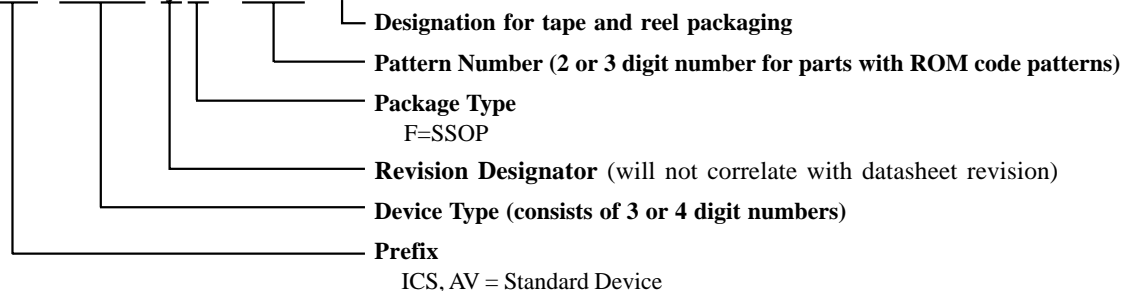 Designation for tape and reel packaging
Pattern Number (2 or 3 digit number for parts with ROM code patterns)
Package Type
F=SSOP
Revision Designator (will not correlate with datasheet revision)
Device Type (consists of 3 or 4 digit numbers)
Prefix
ICS, AV = Standard Device